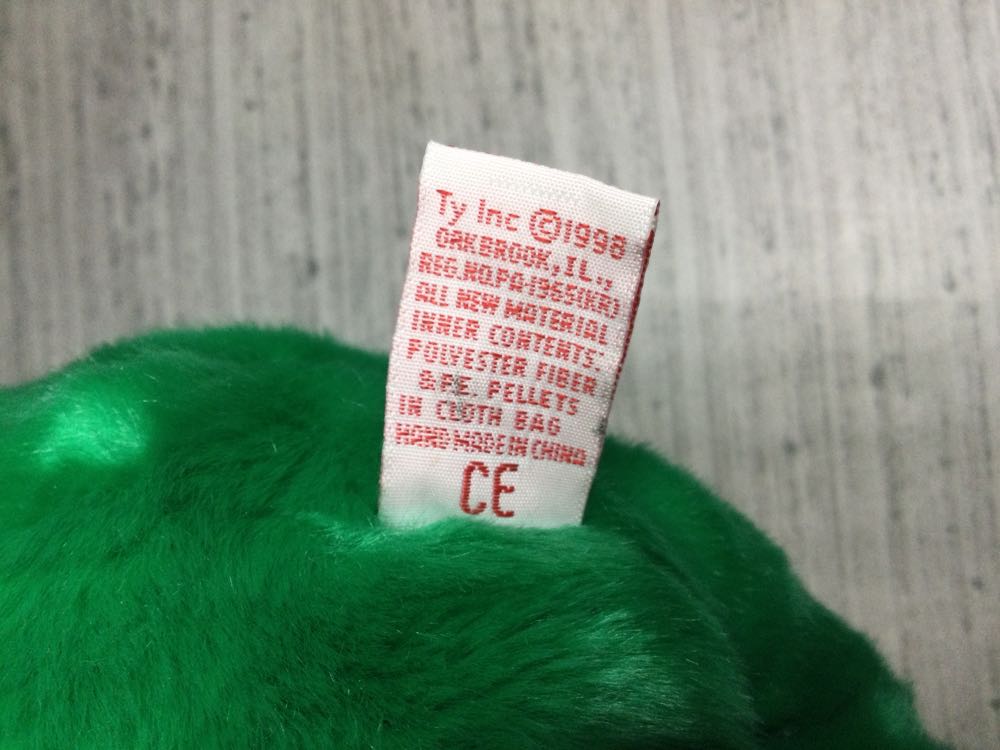 Ty Inc ©1998
OAKBROOK, IL.,
REG.NO.PA-1965(KR)
ALL NEW MATERIAL
INNER CONTENTS:
POLYESTER FIBER
& P.E. PELLETS
IN CLOTH BAG
HAND MADE IN CHINA
CE